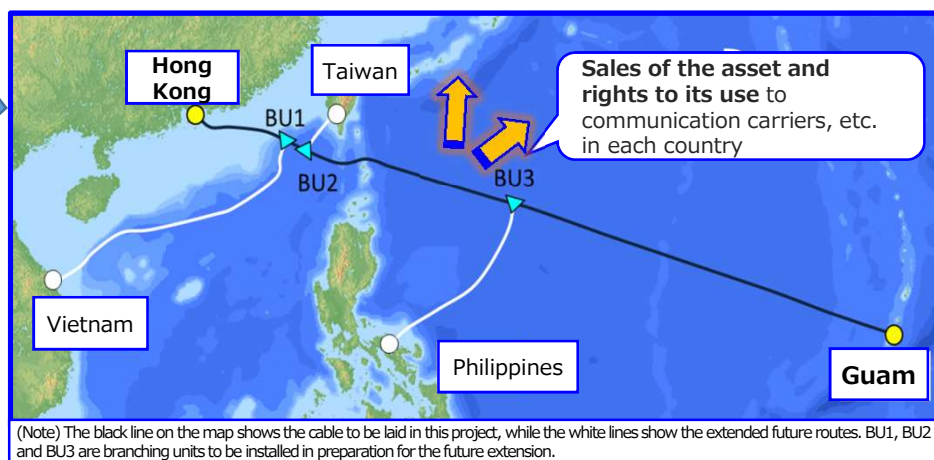 Hong
Kong
Taiwan
Sales of the asset and
rights to its use to
communication carriers, etc.
in each country
BU1
BU2
BU3
Vietnam
Philippines
Guam
(Note) The black line on the map shows the cable to be laid in this project, while the white lines show the extended future routes. BU1, BU2
and BU3 are branching units to be installed in preparation for the future extension.